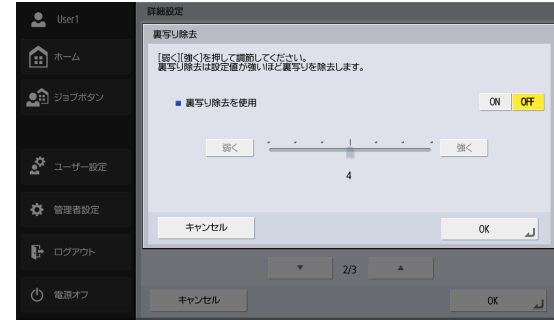 User1
ホーム
ジョブボタン
ユーザー設定
管理者設定
ログアウト
電源オフ
詳細設定
裏写り除去
[弱く][強く]を押して調節してください。
裏写り除去は設定値が強いほど裏写りを除去します。
裏写り除去を使用
ON OFF
弱く 強く
4
キャンセル OK
2/3
キャンセル OK